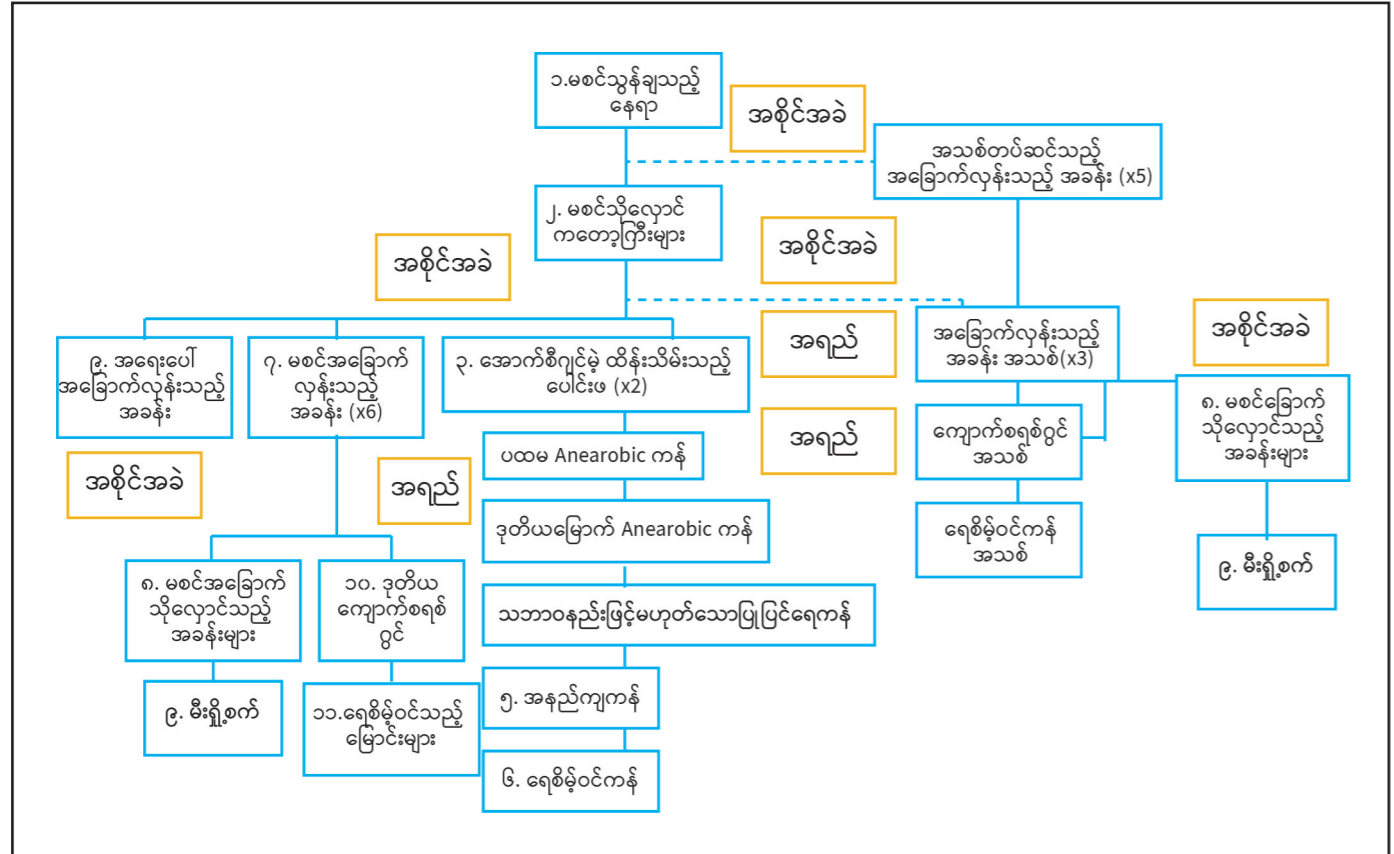 ၁.မစင်သွန်ချသည့်
နေရာ
အစိုင်အခဲ
အသစ်တပ်ဆင်သည့်
အခြောက်လှန်းသည့် အခန်း (x5)
၂. မစင်သိုလှောင်
ကတော့ကြီးများ
အစိုင်အခဲ
အစိုင်အခဲ
၉. အရေးပေါ်
အခြောက်လှန်းသည့်
အခန်း
၇. မစင်အခြောက်
လှန်းသည့်
အခန်း (x6)
၃. အောက်စီဂျင်မဲ့ ထိန်းသိမ်းသည့်
ပေါင်းဖ (x2)
အရည်
အခြောက်လှန်းသည့်
အခန်း အသစ်(x3)
အစိုင်အခဲ
၈. မစင်ခြောက်
သိုလှောင်သည့်
အခန်းများ
ပထမ Anearobic ကန်
အရည်
ကျောက်စရစ်ဂွင်
အသစ်
အစိုင်အခဲ
အရည်
ဒုတိယမြောက် Anearobic ကန်
ရေစိမ့်ဝင်ကန်
အသစ်
၉. မီးရှို့စက်
၈. မစင်အခြောက်
သိုလှောင်သည့်
အခန်းများ
၁၀. ဒုတိယ
ကျောက်စရစ်
ဂွင်
သဘာဝနည်းဖြင့်မဟုတ်သောပြုပြင်ရေကန်
၉. မီးရှို့စက်
၁၁.ရေစိမ့်ဝင်သည့်
မြောင်းများ
၅. အနည်ကျကန်
၆. ရေစိမ့်ဝင်ကန်